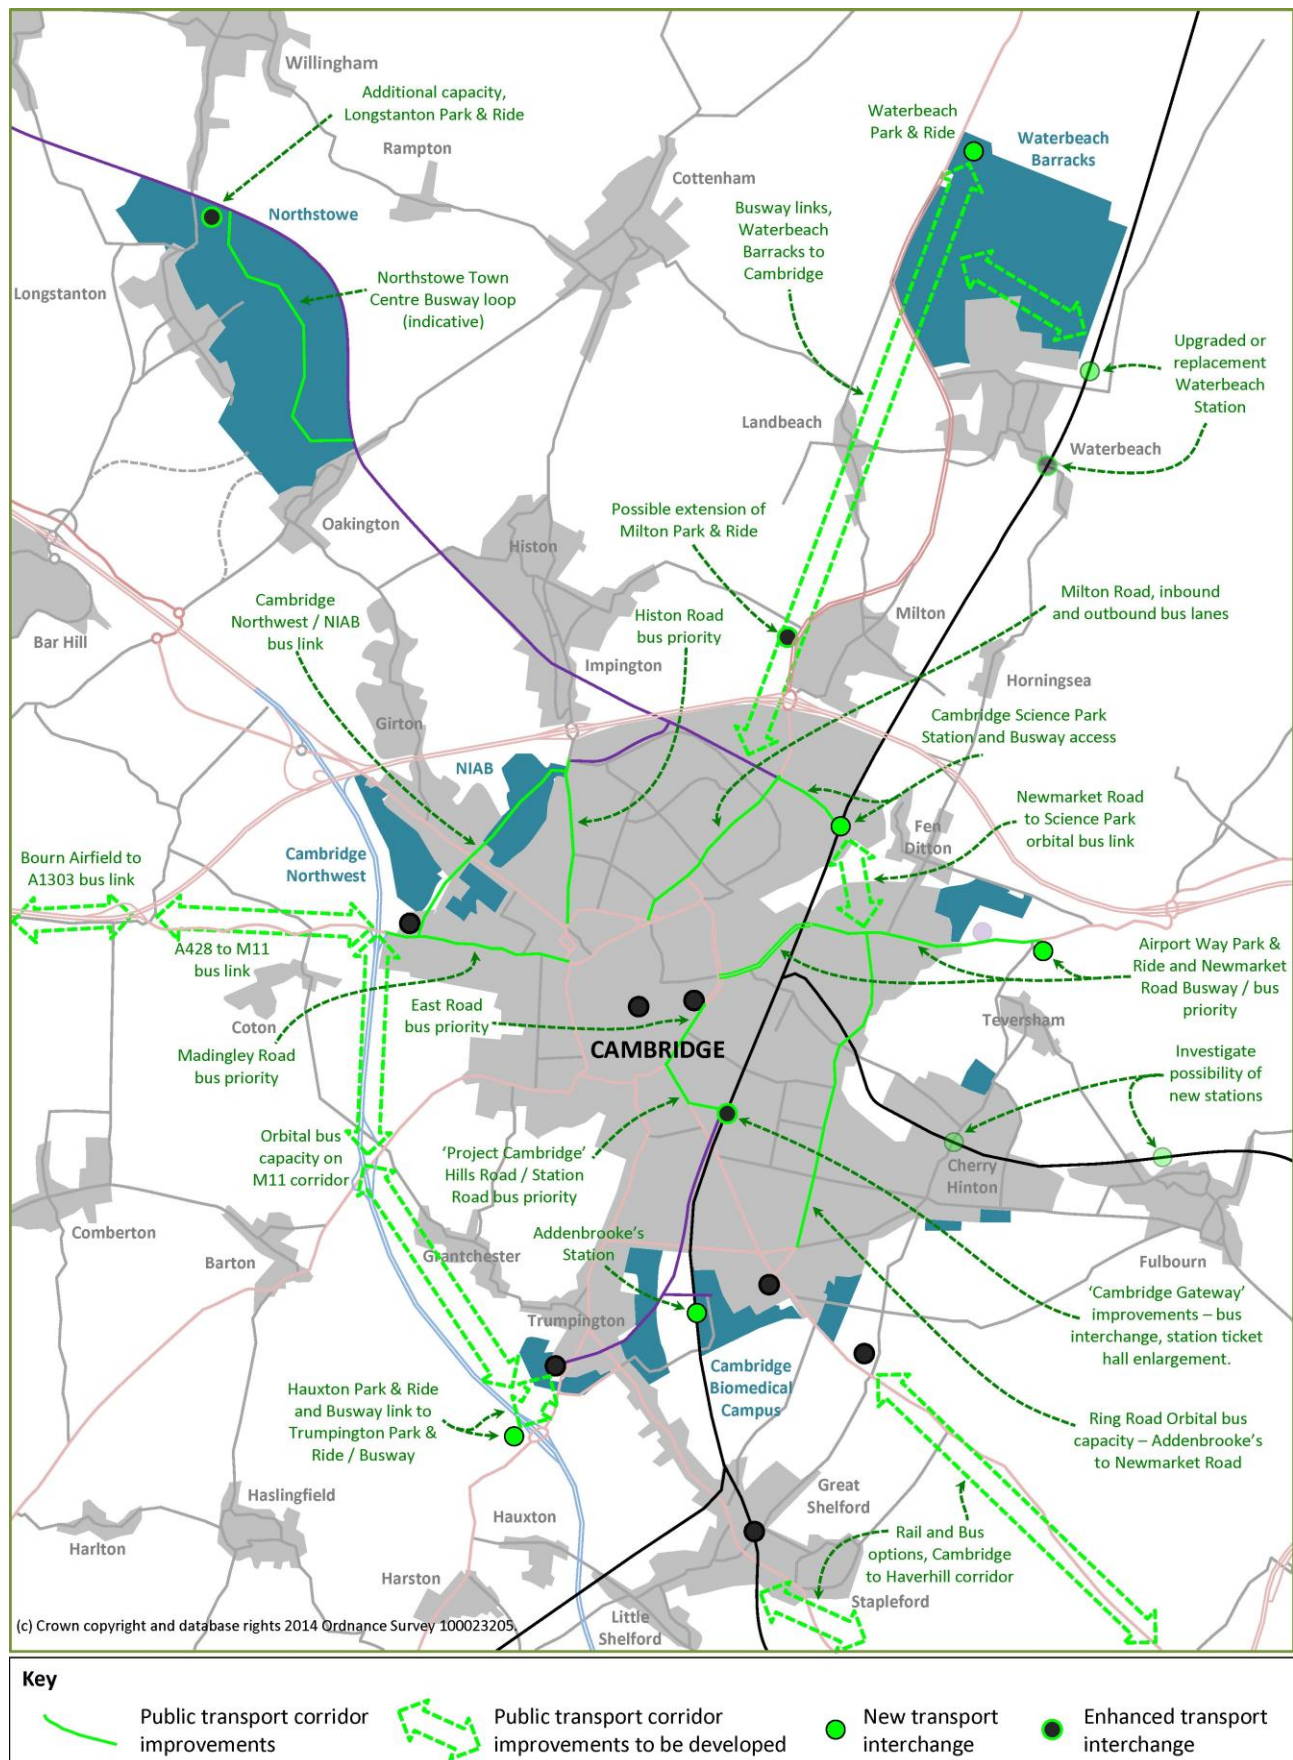 Willingham
Additional capacity,
Longstanton Park & Ride
Rampton
Cottenham
Waterbeach
Park & Ride
Waterbeach
Barracks
Northstowe
Busway links,
Waterbeach
Barracks to
Cambridge
Longstanton
Northstowe Town
Centre Busway loop
(indicative)
Upgraded or
replacement
Waterbeach
Station
Landbeach
Waterbeach
Possible extension of
Milton Park & Ride
Oakington
Histon
Cambridge
Northwest / NIAB
bus link
Histon Road
bus priority
Milton Road, inbound
and outbound bus lanes
Milton
Bar Hill
Impington
Horningsea
Girton
Cambridge Science Park
Station and Busway access
NIAB
Newmarket Road
to Science Park
orbital bus link
Fen
Ditton
Bourn Airfield to
A1303 bus link
Cambridge
Northwest
A428 to M11
bus link
Airport Way Park &
Ride and Newmarket
Road Busway / bus
priority
East Road
bus priority
Coton
Teversham
Madingley Road
bus priority
CAMBRIDGE
Investigate
possibility of
new stations
Orbital bus
capacity on
M11 corridor
‘Project Cambridge’
Hills Road / Station
Road bus priority
Cherry
Hinton
Comberton
Barton
Grantchester
Addenbrooke’s
Station
Fulbourn
‘Cambridge Gateway’
improvements – bus
interchange, station ticket
hall enlargement.
Trumpington
Cambridge
Biomedical
Campus
Hauxton Park & Ride
and Busway link to
Trumpington Park &
Ride / Busway
Ring Road Orbital bus
capacity – Addenbrooke’s
to Newmarket Road
Haslingfield
Great
Shelford
Hauxton
Rail and Bus
options, Cambridge
to Haverhill corridor
Harlton
Harston
Stapleford
Little
Shelford
(c) Crown copyright and database rights 2014 Ordnance Survey 100023205.
Key
Public transport corridor
improvements
Public transport corridor
improvements to be developed
New transport
interchange
Enhanced transport
interchange